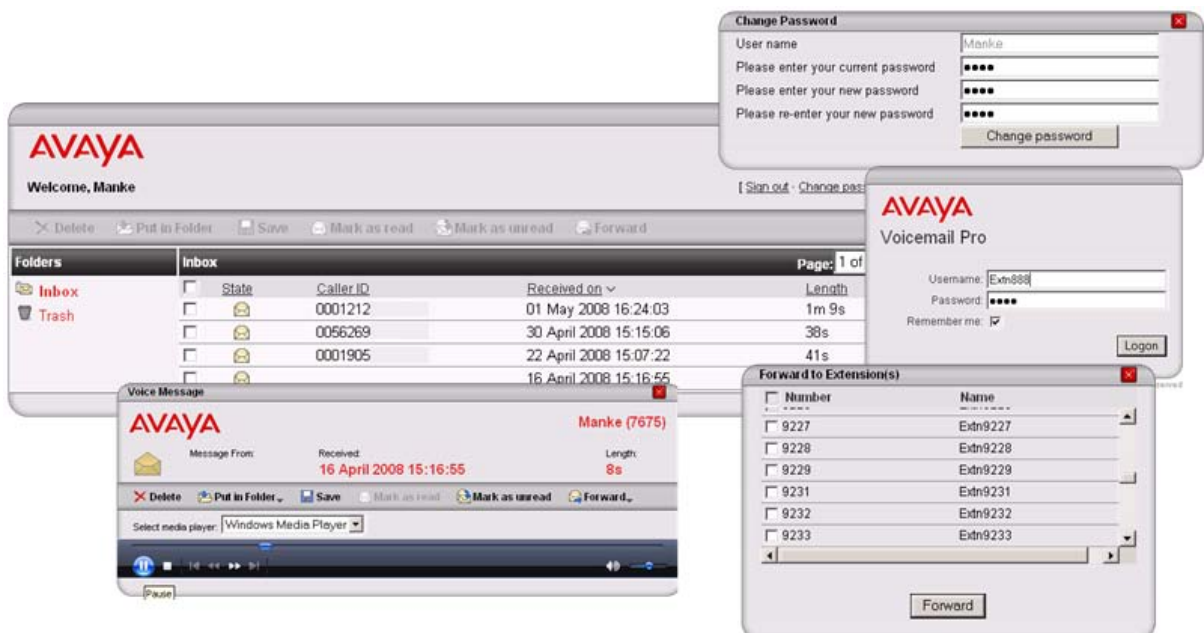 Change Password
User name Manke
Please enter your current password ●●●●
Please enter your new password ●●●●
Please re-enter your new password ●●●●
Change password
AVAYA
Welcome, Manke
[ Sign out · Change pas
Delete Put in Folder Save Mark as read Mark as unread Forward
Folders
Inbox
Trash
Inbox Page: 1 of
State Caller ID Received on Length
0001212 01 May 2008 16:24:03 1m 9s
0056269 30 April 2008 15:15:06 38s
0001905 22 April 2008 15:07:22 41s
16 April 2008 15:16:55
AVAYA
Voicemail Pro
Username: Extn888
Password: ●●●●
Remember me:
Logon
Voice Message
AVAYA
Manke (7675)
Message From: Received: Length:
16 April 2008 15:16:55 8s
Delete Put in Folder Save Mark as read Mark as unread Forward
Select media player: Windows Media Player
Pause
Forward to Extension(s)
Number Name
9227 Extn9227
9228 Extn9228
9229 Extn9229
9231 Extn9231
9232 Extn9232
9233 Extn9233
Forward